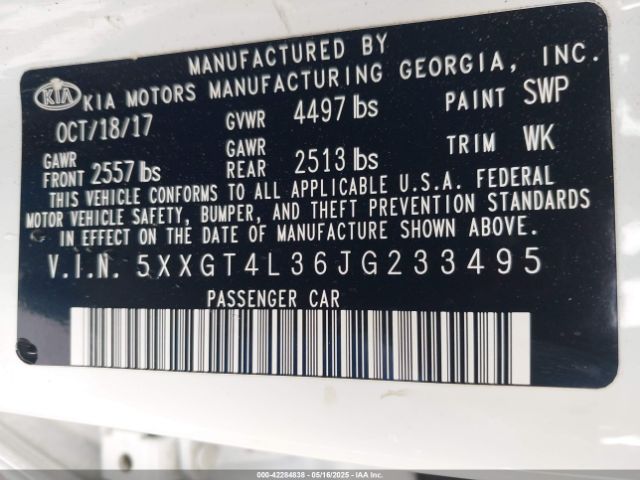 MANUFACTURED BY
KIA KIA MOTORS MANUFACTURING GEORGIA, INC.
OCT/18/17 GVWR 4497 lbs PAINT SWP
GAWR FRONT 2557 lbs GAWR REAR 2513 lbs TRIM WK
THIS VEHICLE CONFORMS TO ALL APPLICABLE U.S.A. FEDERAL
MOTOR VEHICLE SAFETY, BUMPER, AND THEFT PREVENTION STANDARDS
IN EFFECT ON THE DATE OF MANUFACTURE SHOWN ABOVE.
V.I.N. 5XXGT4L36JG233495
PASSENGER CAR
000-42284838 - 05/16/2025 - IAA, Inc.